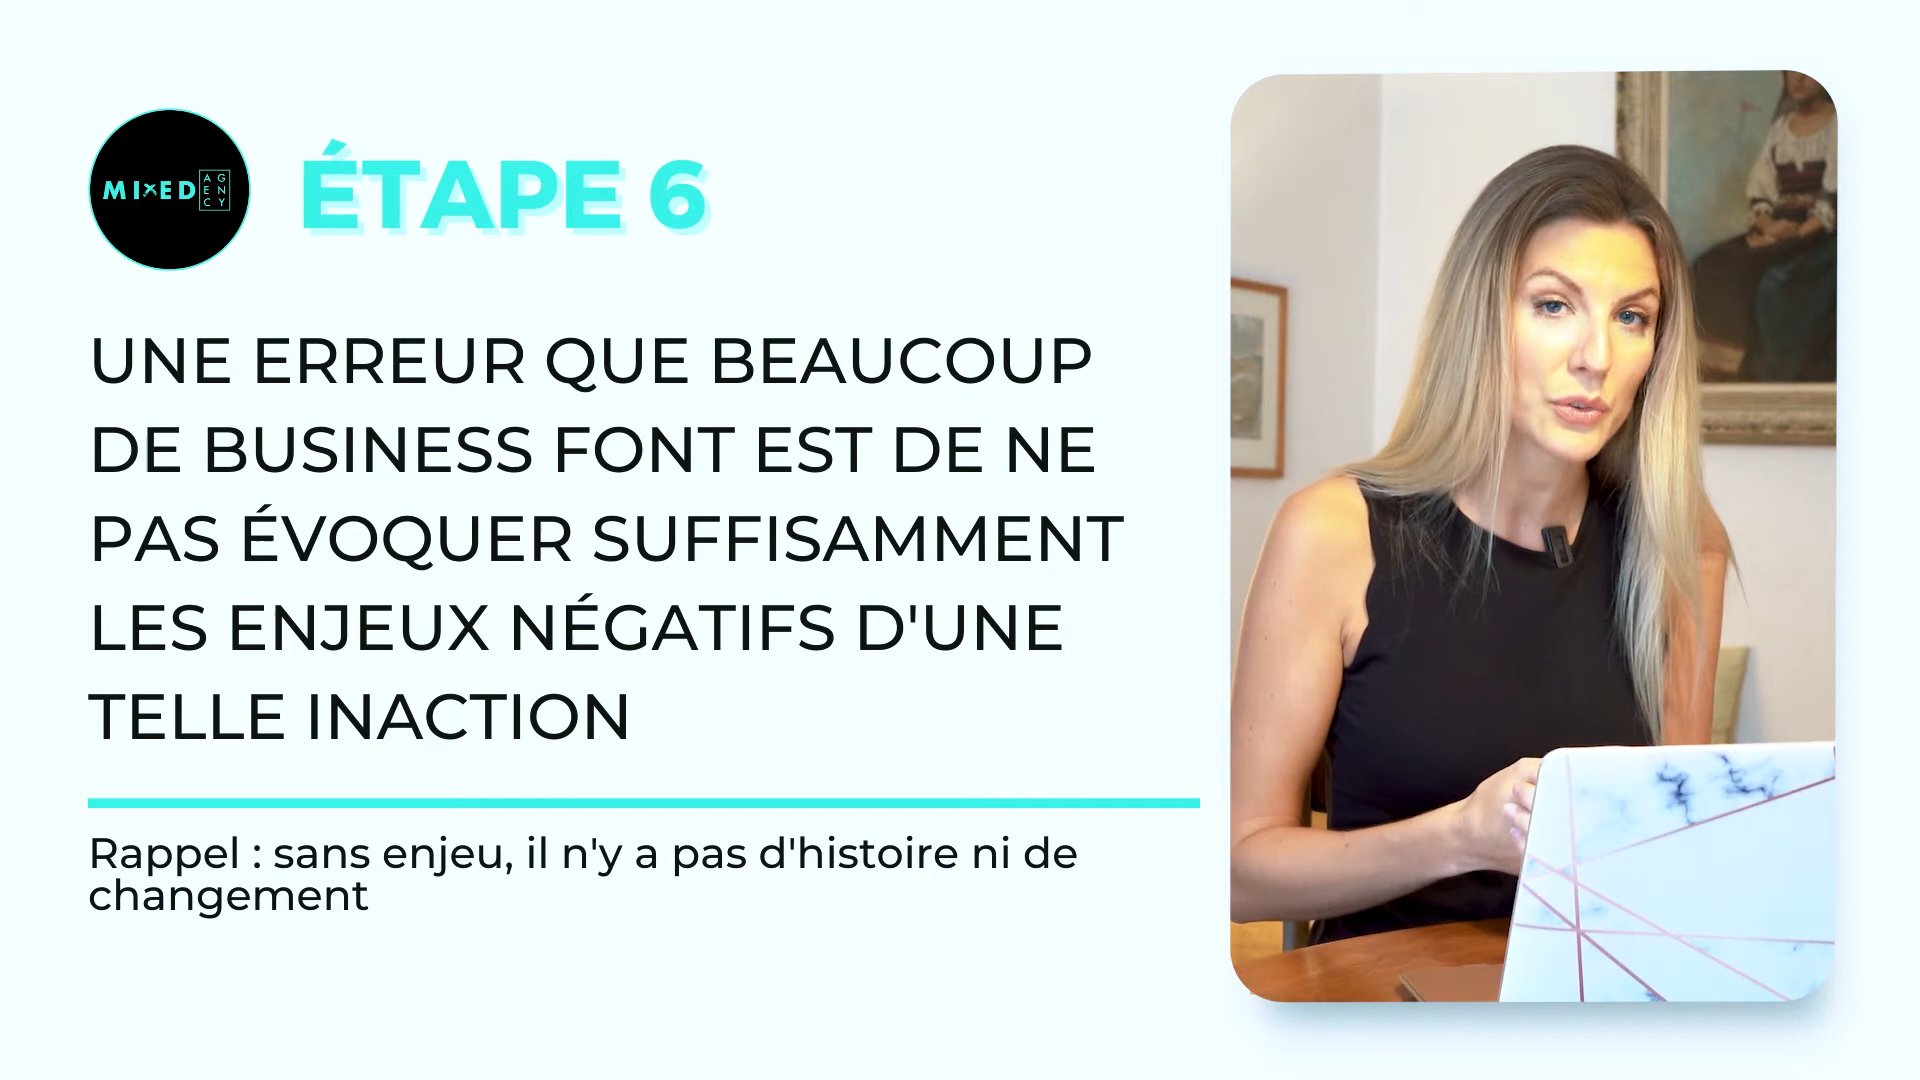 MIXED AGENCY
ÉTAPE 6
UNE ERREUR QUE BEAUCOUP
DE BUSINESS FONT EST DE NE
PAS ÉVOQUER SUFFISAMMENT
LES ENJEUX NÉGATIFS D'UNE
TELLE INACTION
Rappel : sans enjeu, il n'y a pas d'histoire ni de
changement